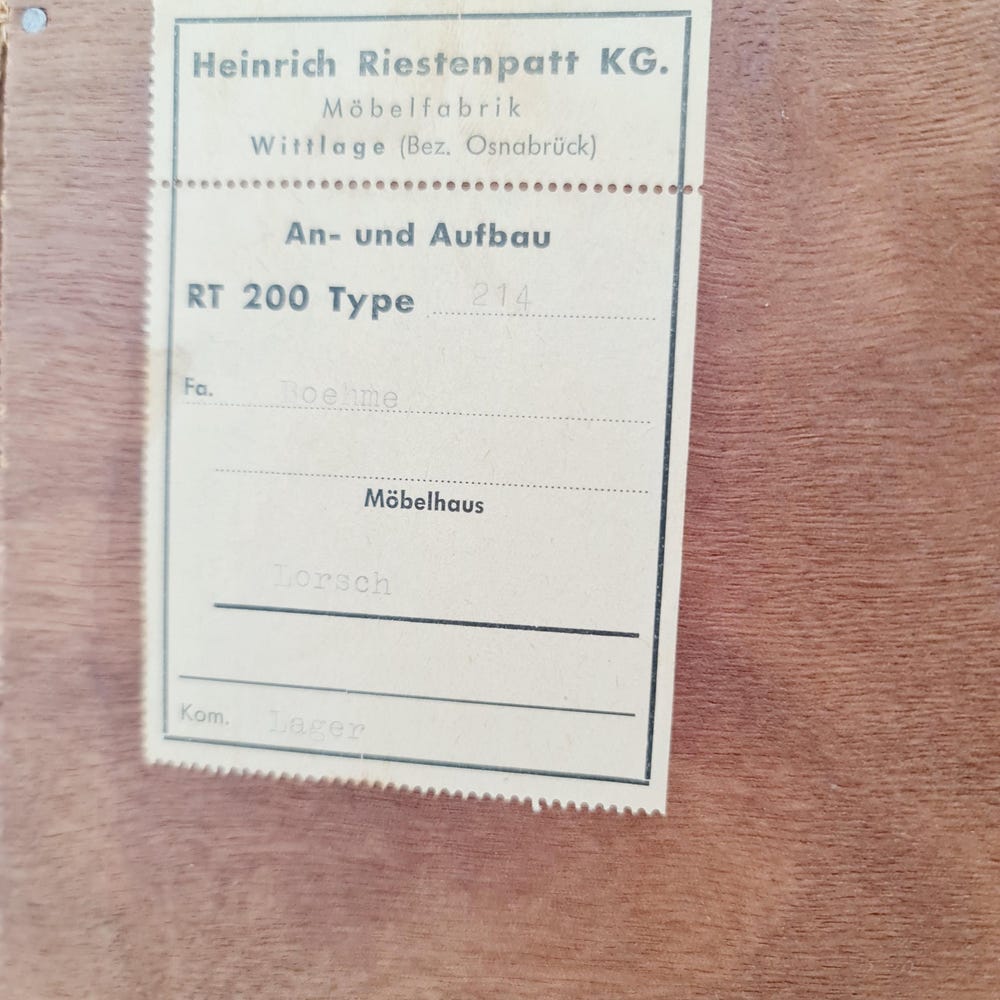 Heinrich Riestenpatt KG.
Möbelfabrik
Wittlage (Bez. Osnabrück)
An- und Aufbau
RT 200 Type 214
Fa. Boehme
Möbelhaus
Lorsch
Kom. Lager